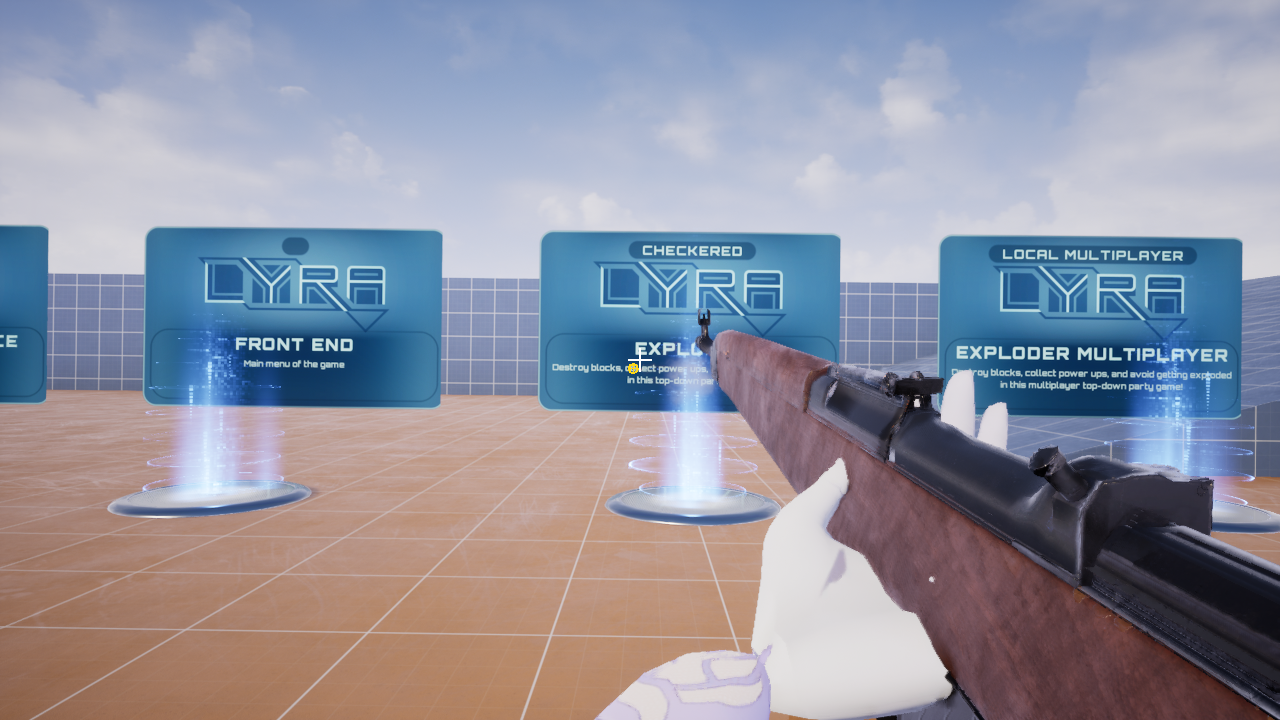 CE
LYRA
FRONT END
Main menu of the game
CHECKERED
LYRA
EXPLO
Destroy blocks, collect power ups,
in this top-down par
LOCAL MULTIPLAYER
LYRA
EXPLODER MULTIPLAYER
Destroy blocks, collect power ups, and avoid getting exploded
in this multiplayer top-down party game!